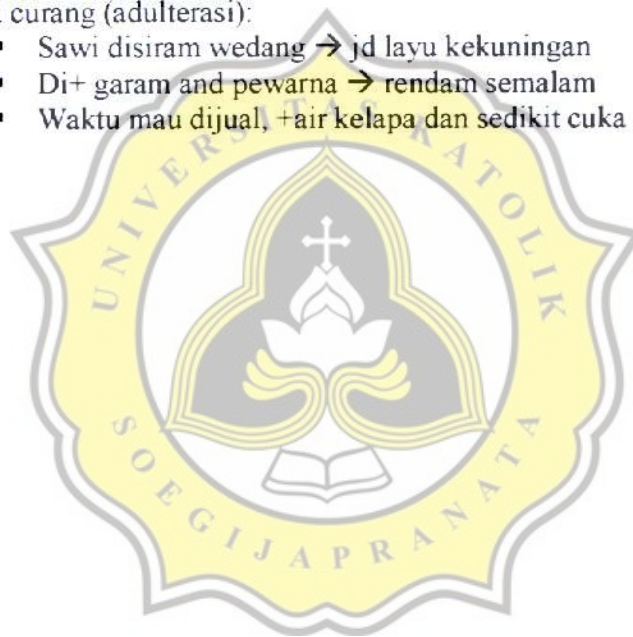 curang (adulterasi):
▪ Sawi disiram wedang → jd layu kekuningan
▪ Di+ garam and pewarna → rendam semalam
▪ Waktu mau dijual, +air kelapa dan sedikit cuka
UNIVERSITAS KATOLIK
SOEGIJAPRANATA